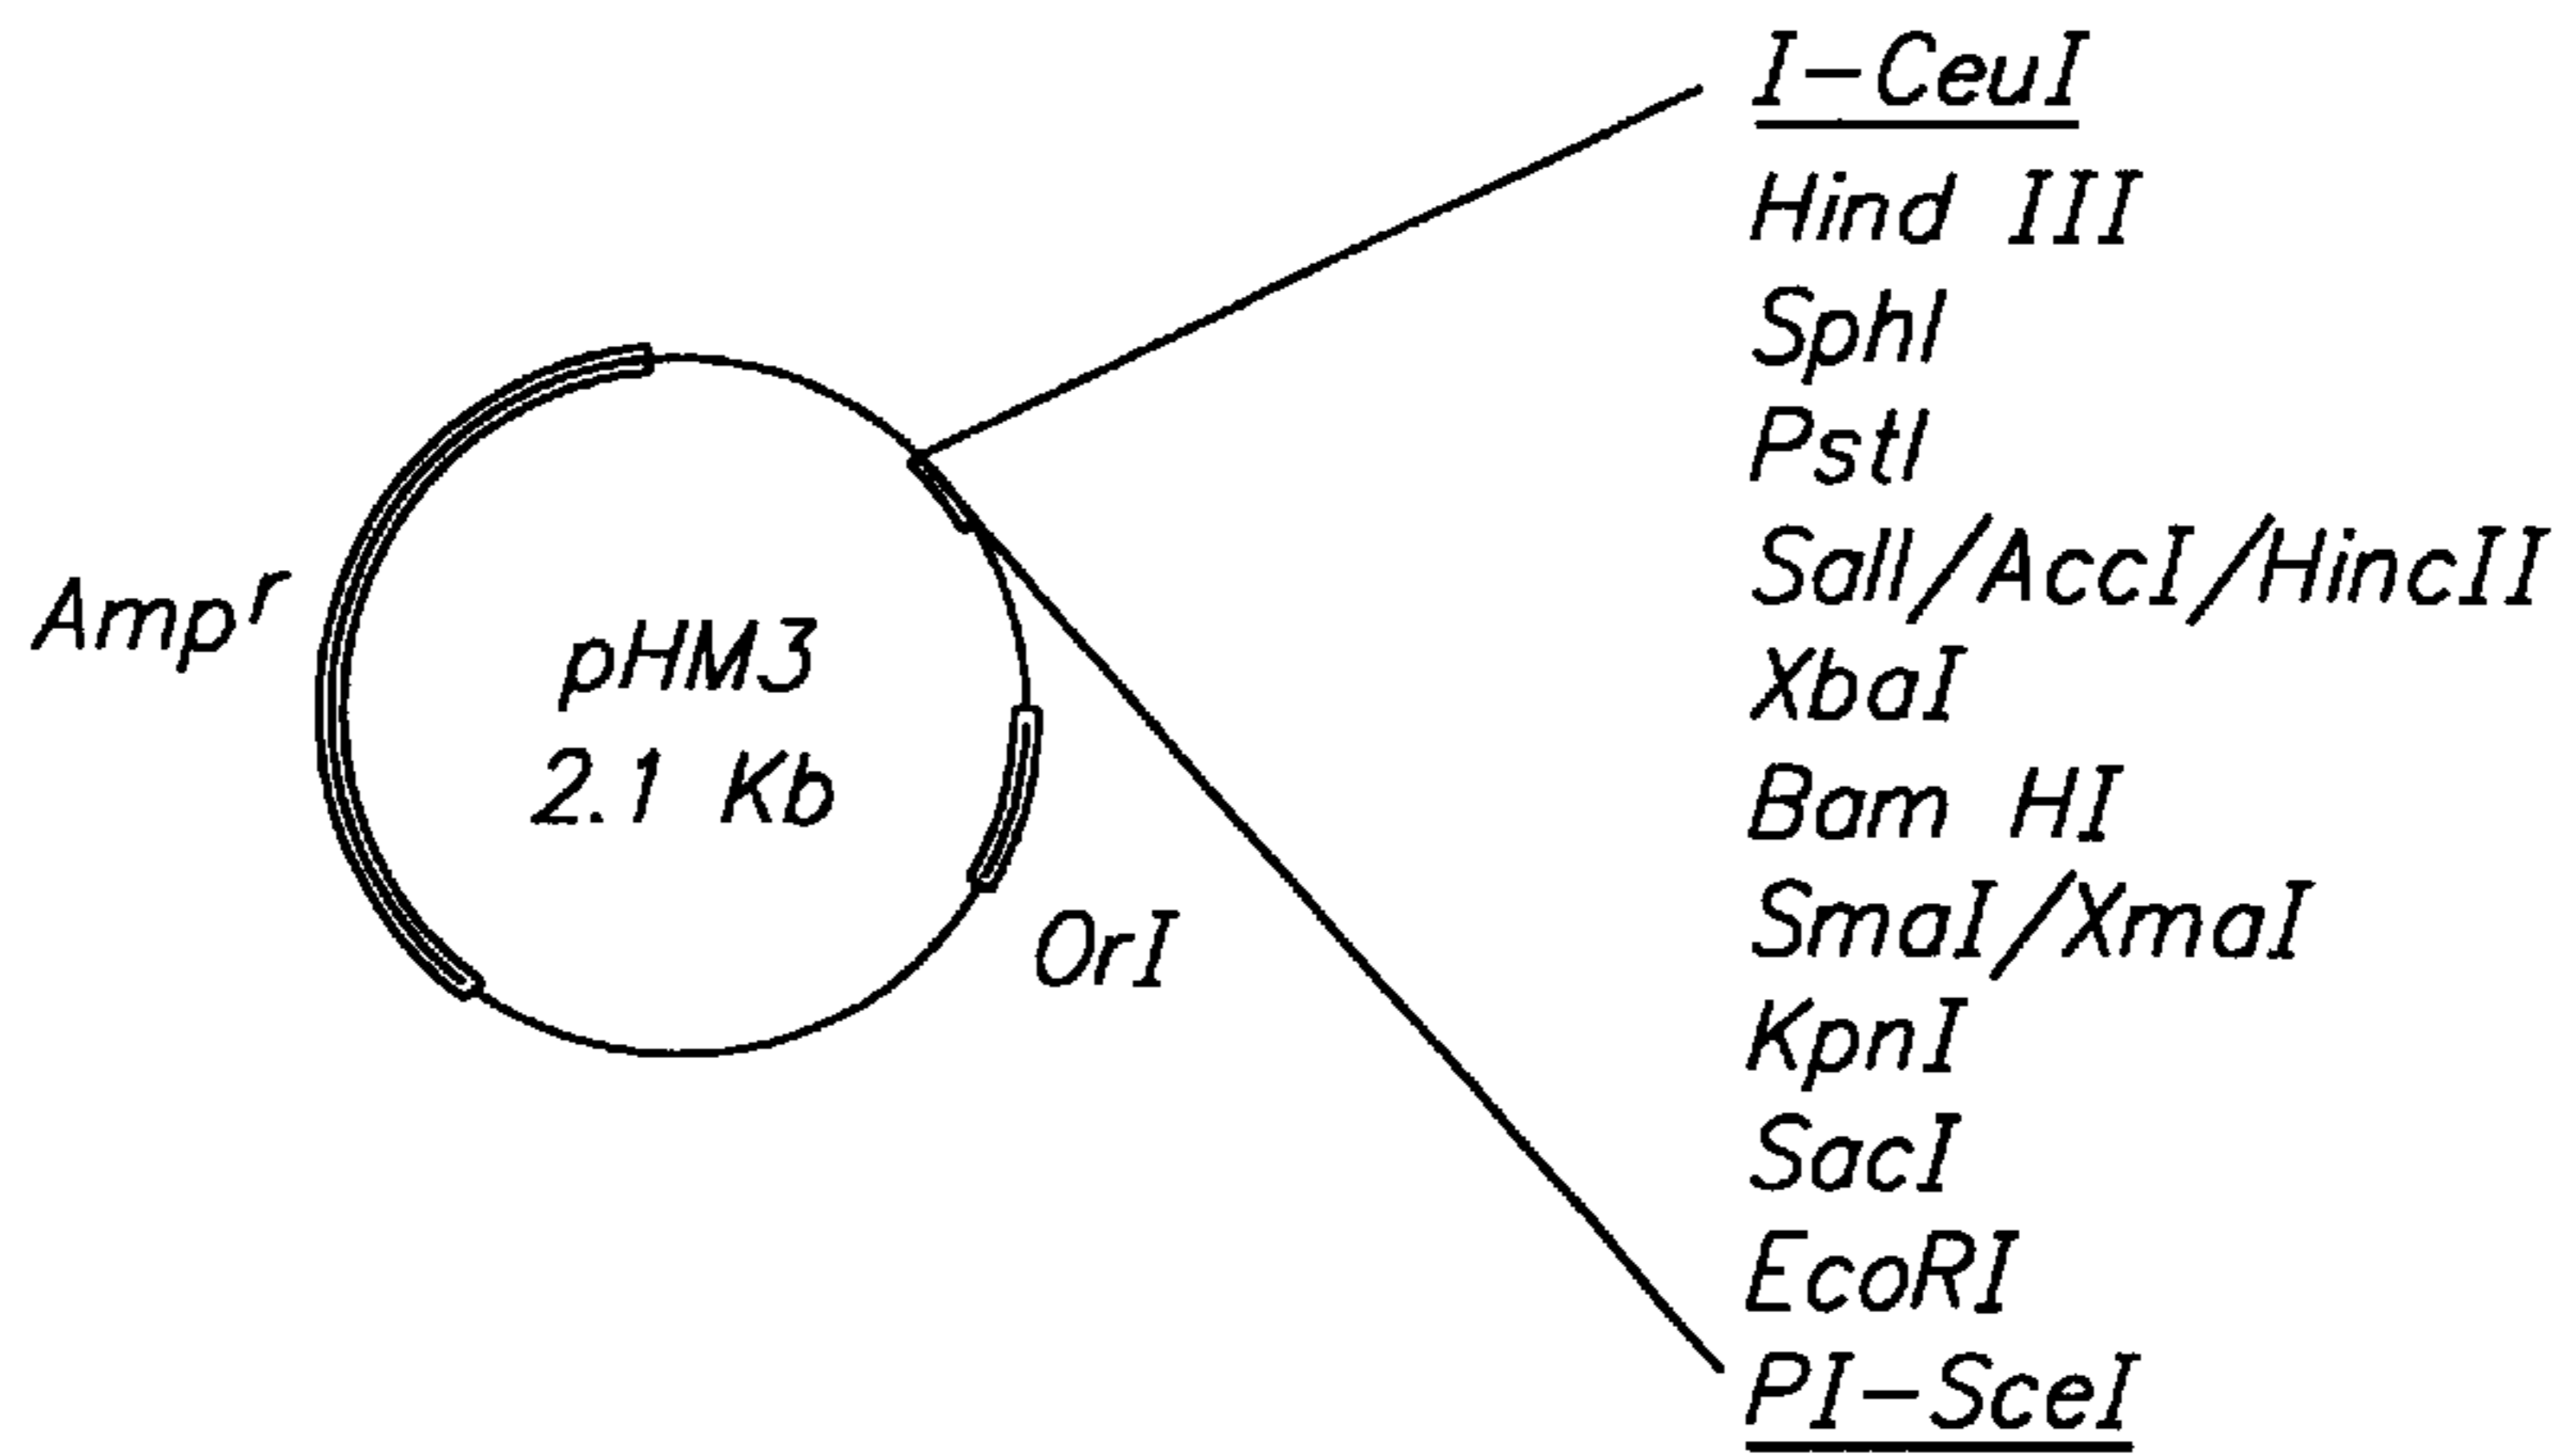 Amp^r
pHM3
2.1 Kb
OrI
I-CeuI
Hind III
SphI
PstI
SalI/AccI/HincII
XbaI
Bam HI
SmaI/XmaI
KpnI
SacI
EcoRI
PI-SceI